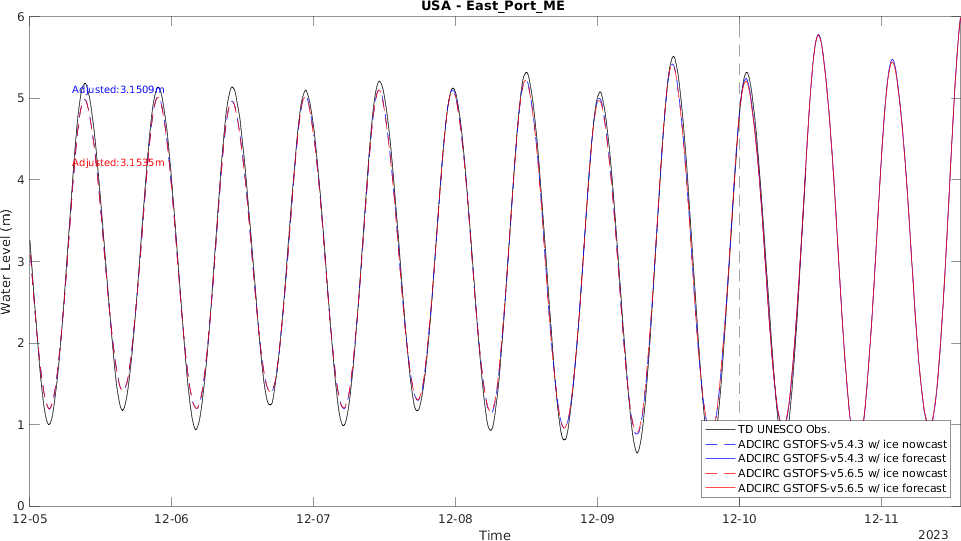 USA - East_Port_ME
6
5
4
3
2
1
0
Water Level (m)
Adjusted:3.1509m
Adjusted:3.1535m
TD UNESCO Obs.
ADCIRC GSTOFS-v5.4.3 w/ ice nowcast
ADCIRC GSTOFS-v5.4.3 w/ ice forecast
ADCIRC GSTOFS-v5.6.5 w/ ice nowcast
ADCIRC GSTOFS-v5.6.5 w/ ice forecast
12-05 12-06 12-07 12-08 12-09 12-10 12-11
Time
2023